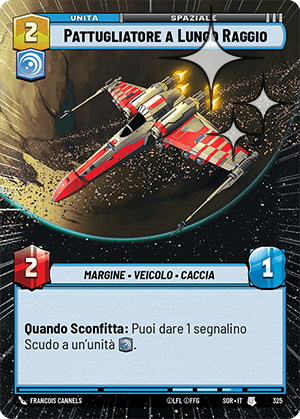 UNITÀ SPAZIALE
2 Pattugliatore a Lungo Raggio
2
1
MARGINE • VEICOLO • CACCIA
Quando Sconfitta: Puoi dare 1 segnalino
Scudo a un'unità .
FRANCOIS CANNELS ©LFL ©FFG SOR•IT 325